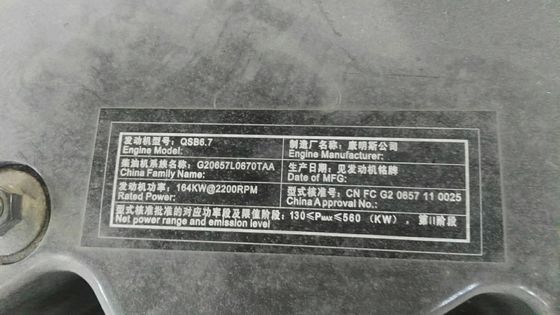 发动机型号: QSB6.7
Engine Model:
制造厂名称: 康明斯公司
Engine Manufacturer:
柴油机系族名称: G20657L0670TAA
China Family Name:
生产日期: 见发动机铭牌
Date of MFG:
发动机功率: 164KW@2200RPM
Rated Power:
型式核准号: CN FC G2 0657 11 0025
China Approval No.:
型式核准批准的对应功率段及限值阶段: 130≤PMAX≤560 (KW), 第II阶段
Net power range and emission level